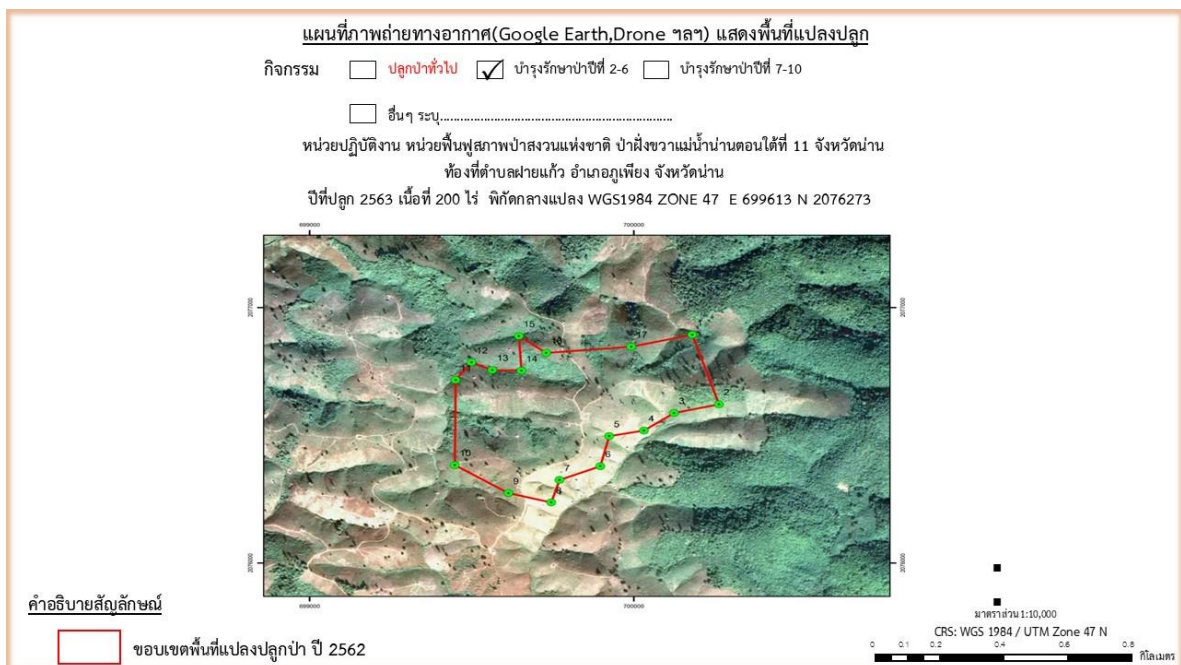 แผนที่ภาพถ่ายทางอากาศ(Google Earth,Drone ฯลฯ) แสดงพื้นที่แปลงปลูก
กิจกรรม ปลูกป่าทั่วไป บำรุงรักษาป่าปีที่ 2-6 บำรุงรักษาป่าปีที่ 7-10
อื่นๆ ระบุ......................................................................
หน่วยปฏิบัติงาน หน่วยฟื้นฟูสภาพป่าสงวนแห่งชาติ ป่าฝั่งขวาแม่น้ำน่านตอนใต้ที่ 11 จังหวัดน่าน
ท้องที่ตำบลฝายแก้ว อำเภอภูเพียง จังหวัดน่าน
ปีที่ปลูก 2563 เนื้อที่ 200 ไร่ พิกัดกลางแปลง WGS1984 ZONE 47 E 699613 N 2076273
699000 700000
2077000 2077000
15
17
12
13 14
2
3
4
5
6
10
7
9
8
2076000 2076000
699000 700000
คำอธิบายสัญลักษณ์
ขอบเขตพื้นที่แปลงปลูกป่า ปี 2562
มาตราส่วน 1:10,000
CRS: WGS 1984 / UTM Zone 47 N
0 0.1 0.2 0.4 0.6 0.8
กิโลเมตร